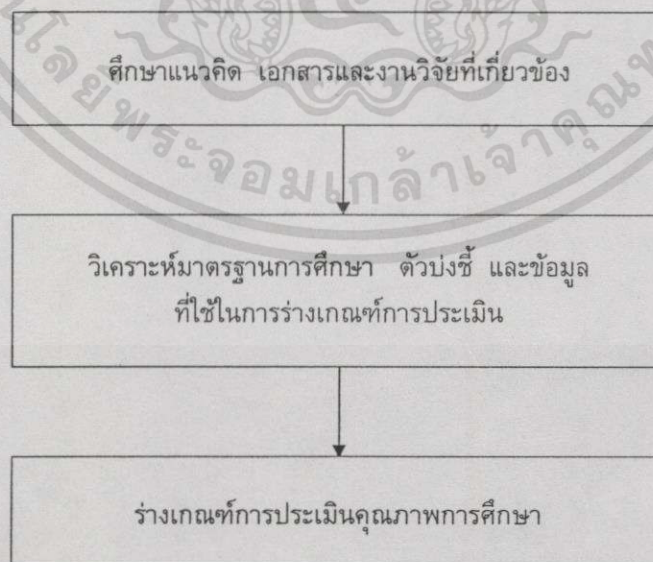 ศึกษาแนวคิด เอกสารและงานวิจัยที่เกี่ยวข้อง
วิเคราะห์มาตรฐานการศึกษา ตัวบ่งชี้ และข้อมูล
ที่ใช้ในการร่างเกณฑ์การประเมิน
ร่างเกณฑ์การประเมินคุณภาพการศึกษา